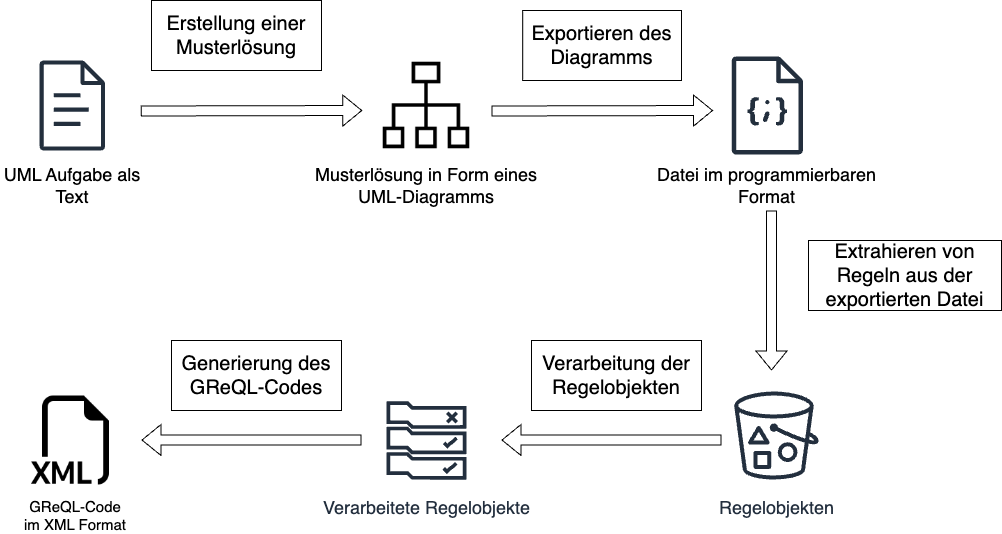 Erstellung einer
Musterlösung
Exportieren des
Diagramms
{;}
UML Aufgabe als
Text
Musterlösung in Form eines
UML-Diagramms
Datei im programmierbaren
Format
Extrahieren von
Regeln aus der
exportierten Datei
Generierung des
GReQL-Codes
Verarbeitung der
Regelobjekten
XML
GReQL-Code
im XML Format
Verarbeitete Regelobjekte
Regelobjekten